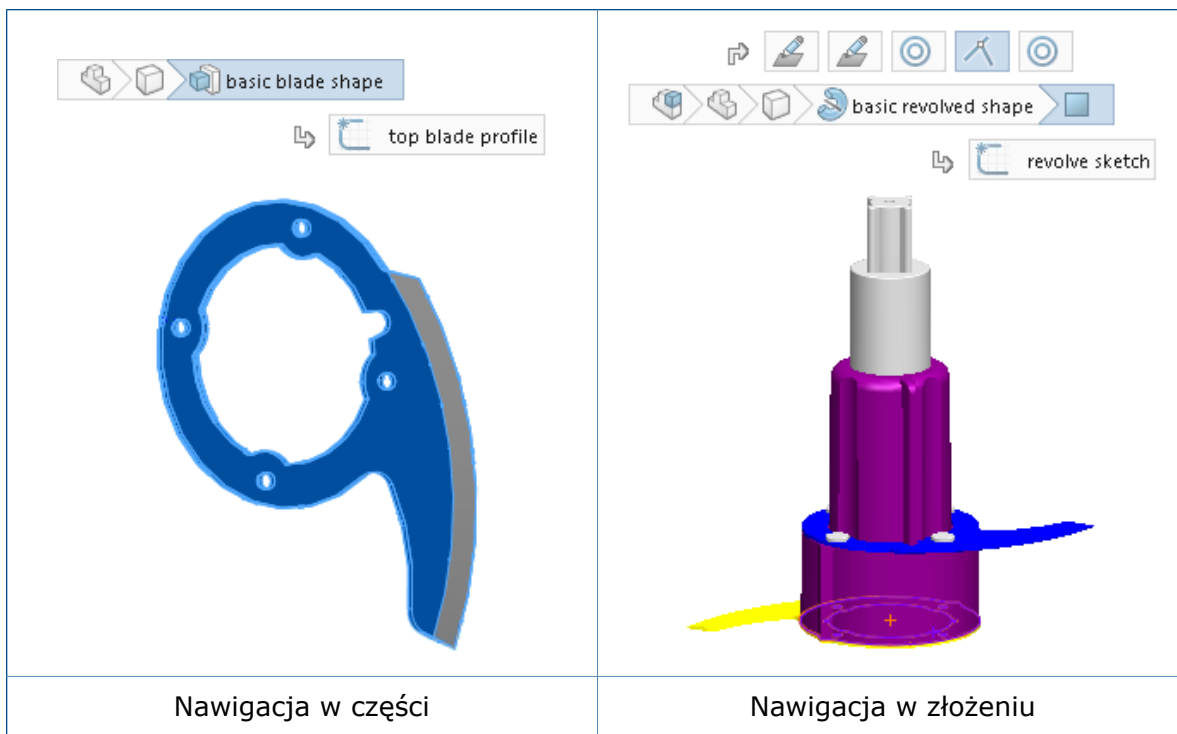 basic blade shape
top blade profile
basic revolved shape
revolve sketch
Nawigacja w części
Nawigacja w złożeniu